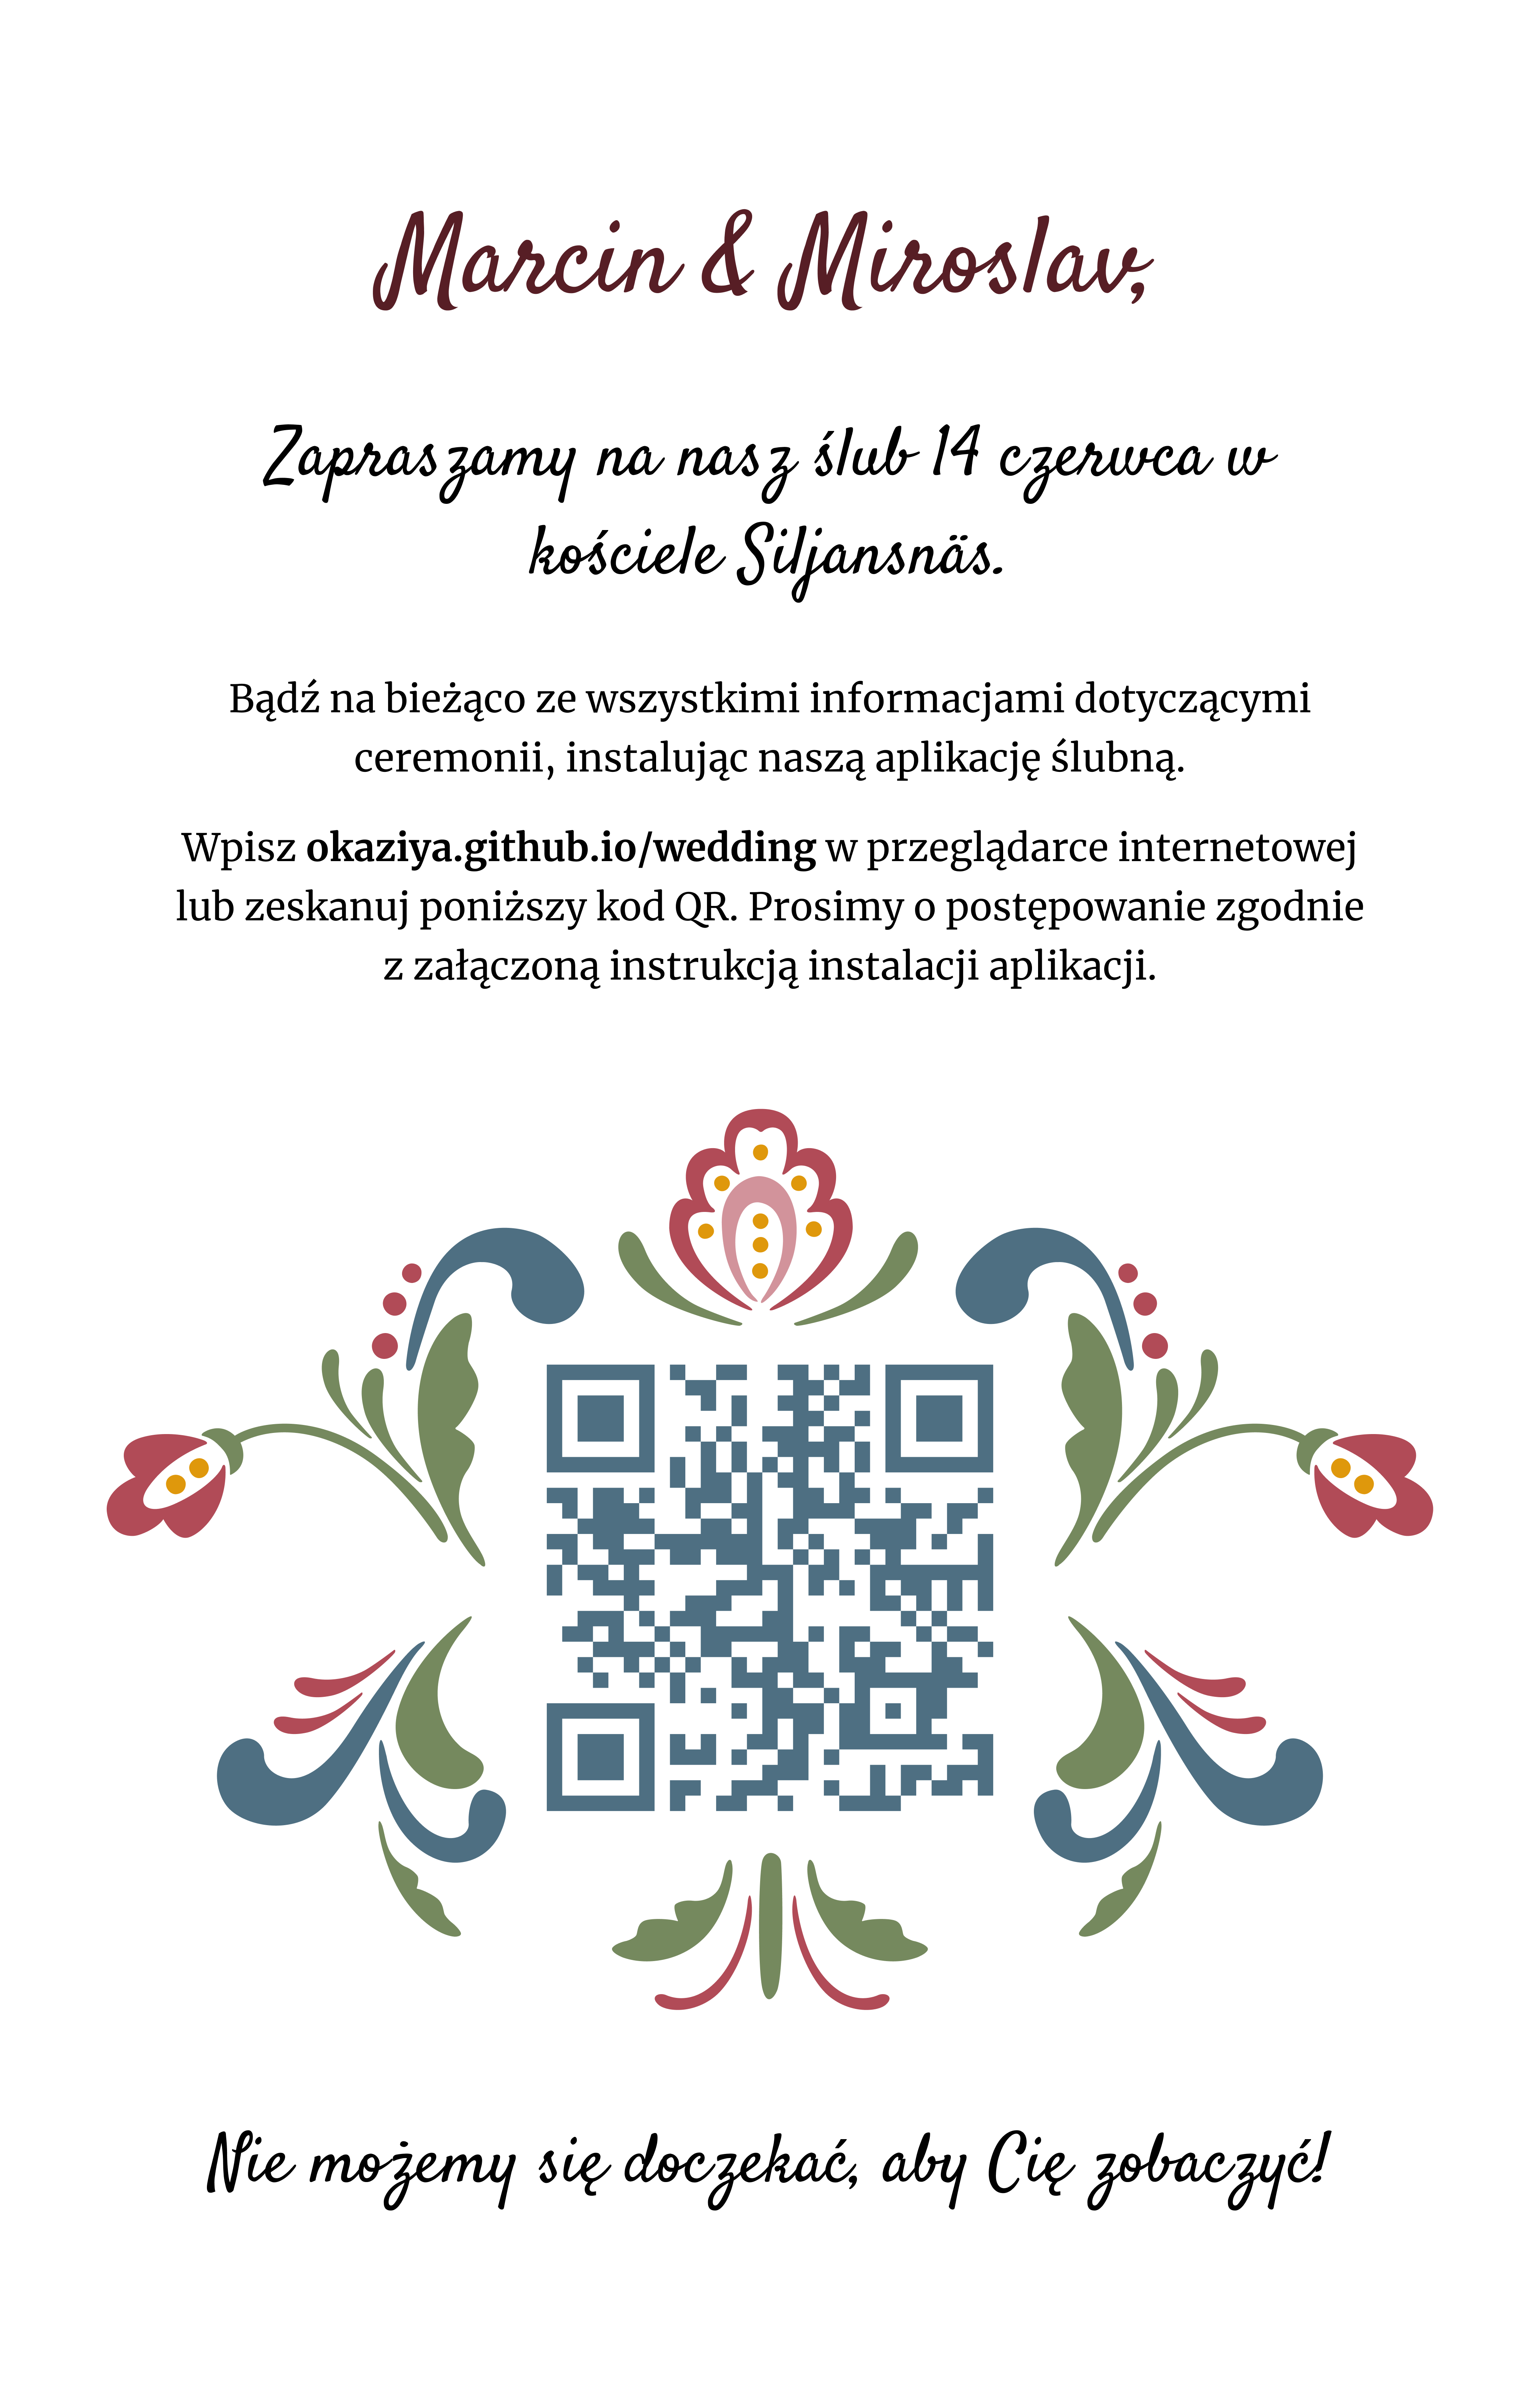 Marcin & Miroslav,
Zapraszamy na nasz ślub 14 czerwca w
kościele Siljansnäs.
Bądź na bieżąco ze wszystkimi informacjami dotyczącymi
ceremonii, instalując naszą aplikację ślubną.
Wpisz okaziya.github.io/wedding w przeglądarce internetowej
lub zeskanuj poniższy kod QR. Prosimy o postępowanie zgodnie
z załączoną instrukcją instalacji aplikacji.
Nie możemy się doczekać, aby Cię zobaczyć!